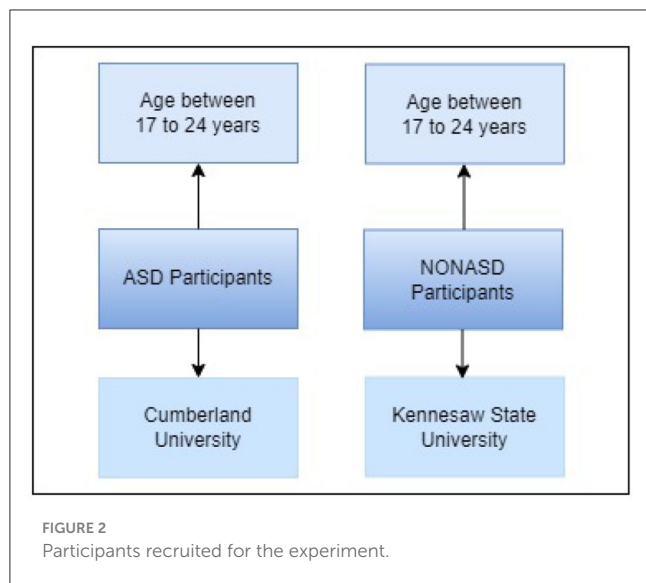 Age between
17 to 24 years
Age between
17 to 24 years
ASD Participants
NONASD
Participants
Cumberland
University
Kennesaw State
University
FIGURE 2
Participants recruited for the experiment.